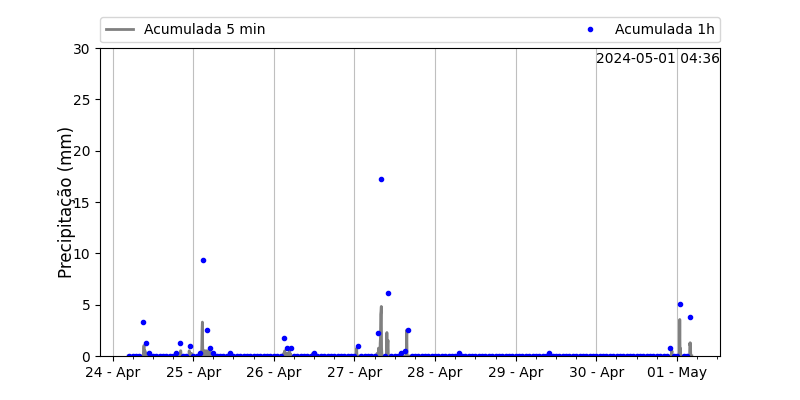 Acumulada 5 min
Acumulada 1h
2024-05-01 04:36
Precipitação (mm)
30
25
20
15
10
5
0
24 - Apr
25 - Apr
26 - Apr
27 - Apr
28 - Apr
29 - Apr
30 - Apr
01 - May